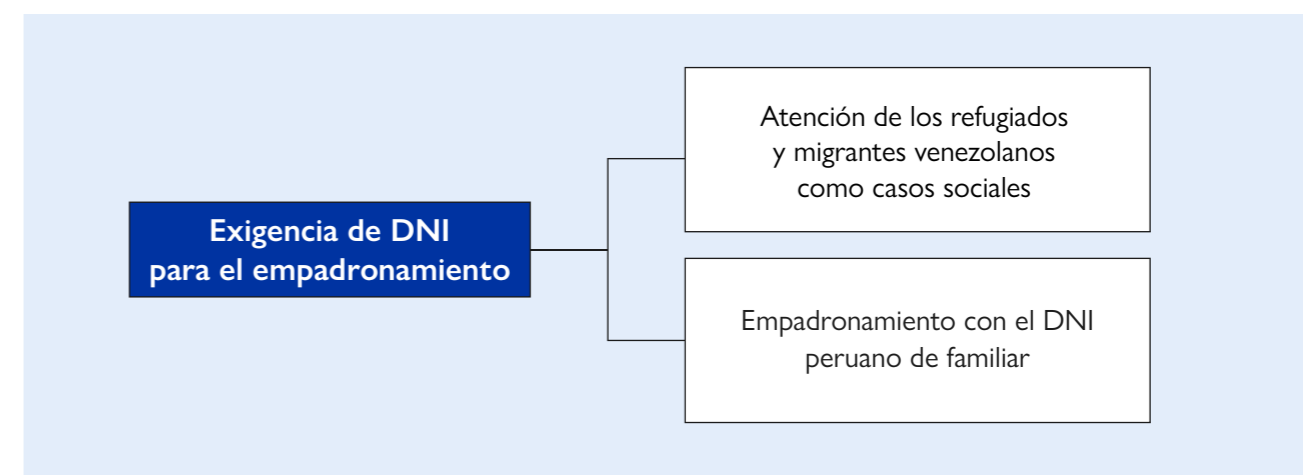 Exigencia de DNI
para el empadronamiento
Atención de los refugiados
y migrantes venezolanos
como casos sociales
Empadronamiento con el DNI
peruano de familiar